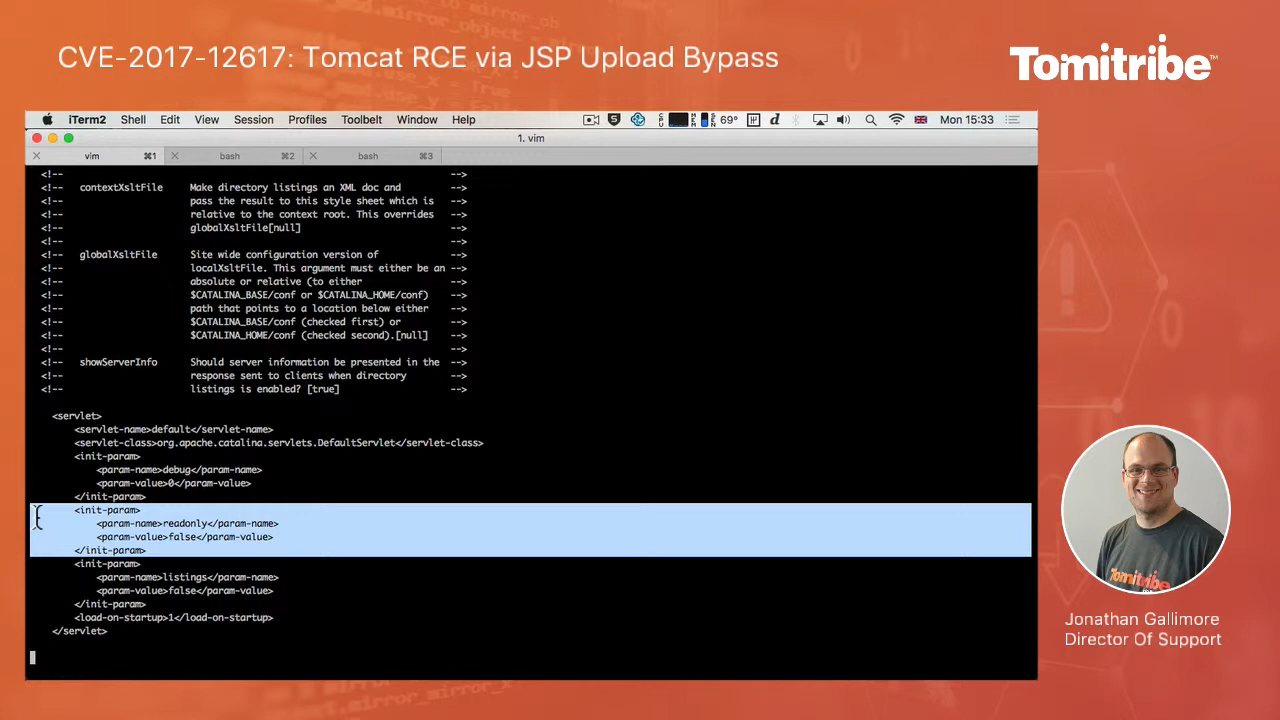 CVE-2017-12617: Tomcat RCE via JSP Upload Bypass
Tomitribe™
iTerm2 Shell Edit View Session Profiles Toolbelt Window Help
69° Mon 15:33
1. vim
vim ⌘1 bash ⌘2 bash ⌘3
<!-- -->
<!-- contextXsltFile Make directory listings an XML doc and -->
<!-- pass the result to this style sheet which is -->
<!-- relative to the context root. This overrides -->
<!-- globalXsltFile[null] -->
<!-- -->
<!-- globalXsltFile Site wide configuration version of -->
<!-- localXsltFile. This argument must either be an -->
<!-- absolute or relative (to either -->
<!-- $CATALINA_BASE/conf or $CATALINA_HOME/conf) -->
<!-- path that points to a location below either -->
<!-- $CATALINA_BASE/conf (checked first) or -->
<!-- $CATALINA_HOME/conf (checked second).[null] -->
<!-- -->
<!-- showServerInfo Should server information be presented in the -->
<!-- response sent to clients when directory -->
<!-- listings is enabled? [true] -->
<servlet>
<servlet-name>default</servlet-name>
<servlet-class>org.apache.catalina.servlets.DefaultServlet</servlet-class>
<init-param>
<param-name>debug</param-name>
<param-value>0</param-value>
</init-param>
<init-param>
<param-name>readonly</param-name>
<param-value>false</param-value>
</init-param>
<init-param>
<param-name>listings</param-name>
<param-value>false</param-value>
</init-param>
<load-on-startup>1</load-on-startup>
</servlet>
Tomitribe
Jonathan Gallimore
Director Of Support